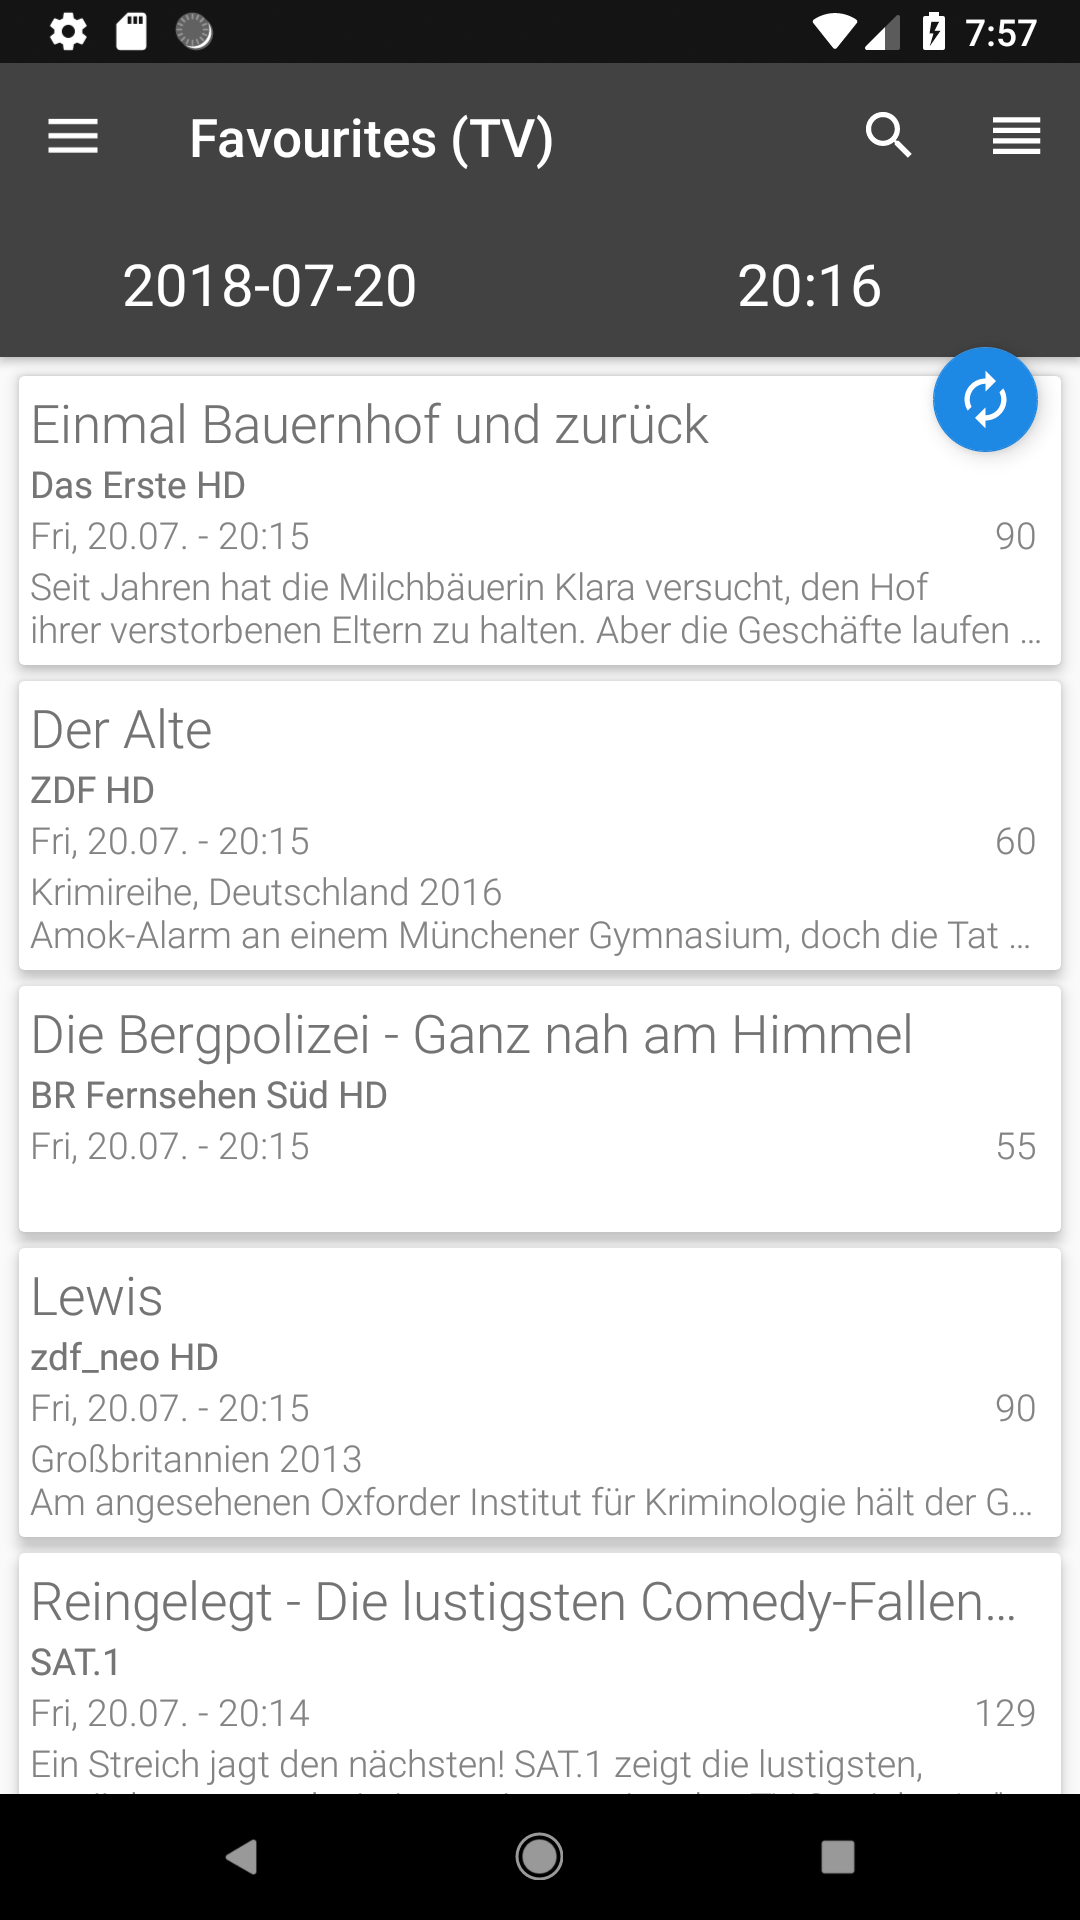 7:57
Favourites (TV)
2018-07-20 20:16
Einmal Bauernhof und zurück
Das Erste HD
Fri, 20.07. - 20:15 90
Seit Jahren hat die Milchbäuerin Klara versucht, den Hof
ihrer verstorbenen Eltern zu halten. Aber die Geschäfte laufen ...
Der Alte
ZDF HD
Fri, 20.07. - 20:15 60
Krimireihe, Deutschland 2016
Amok-Alarm an einem Münchener Gymnasium, doch die Tat ...
Die Bergpolizei - Ganz nah am Himmel
BR Fernsehen Süd HD
Fri, 20.07. - 20:15 55
Lewis
zdf_neo HD
Fri, 20.07. - 20:15 90
Großbritannien 2013
Am angesehenen Oxforder Institut für Kriminologie hält der G...
Reingelegt - Die lustigsten Comedy-Fallen...
SAT.1
Fri, 20.07. - 20:14 129
Ein Streich jagt den nächsten! SAT.1 zeigt die lustigsten,